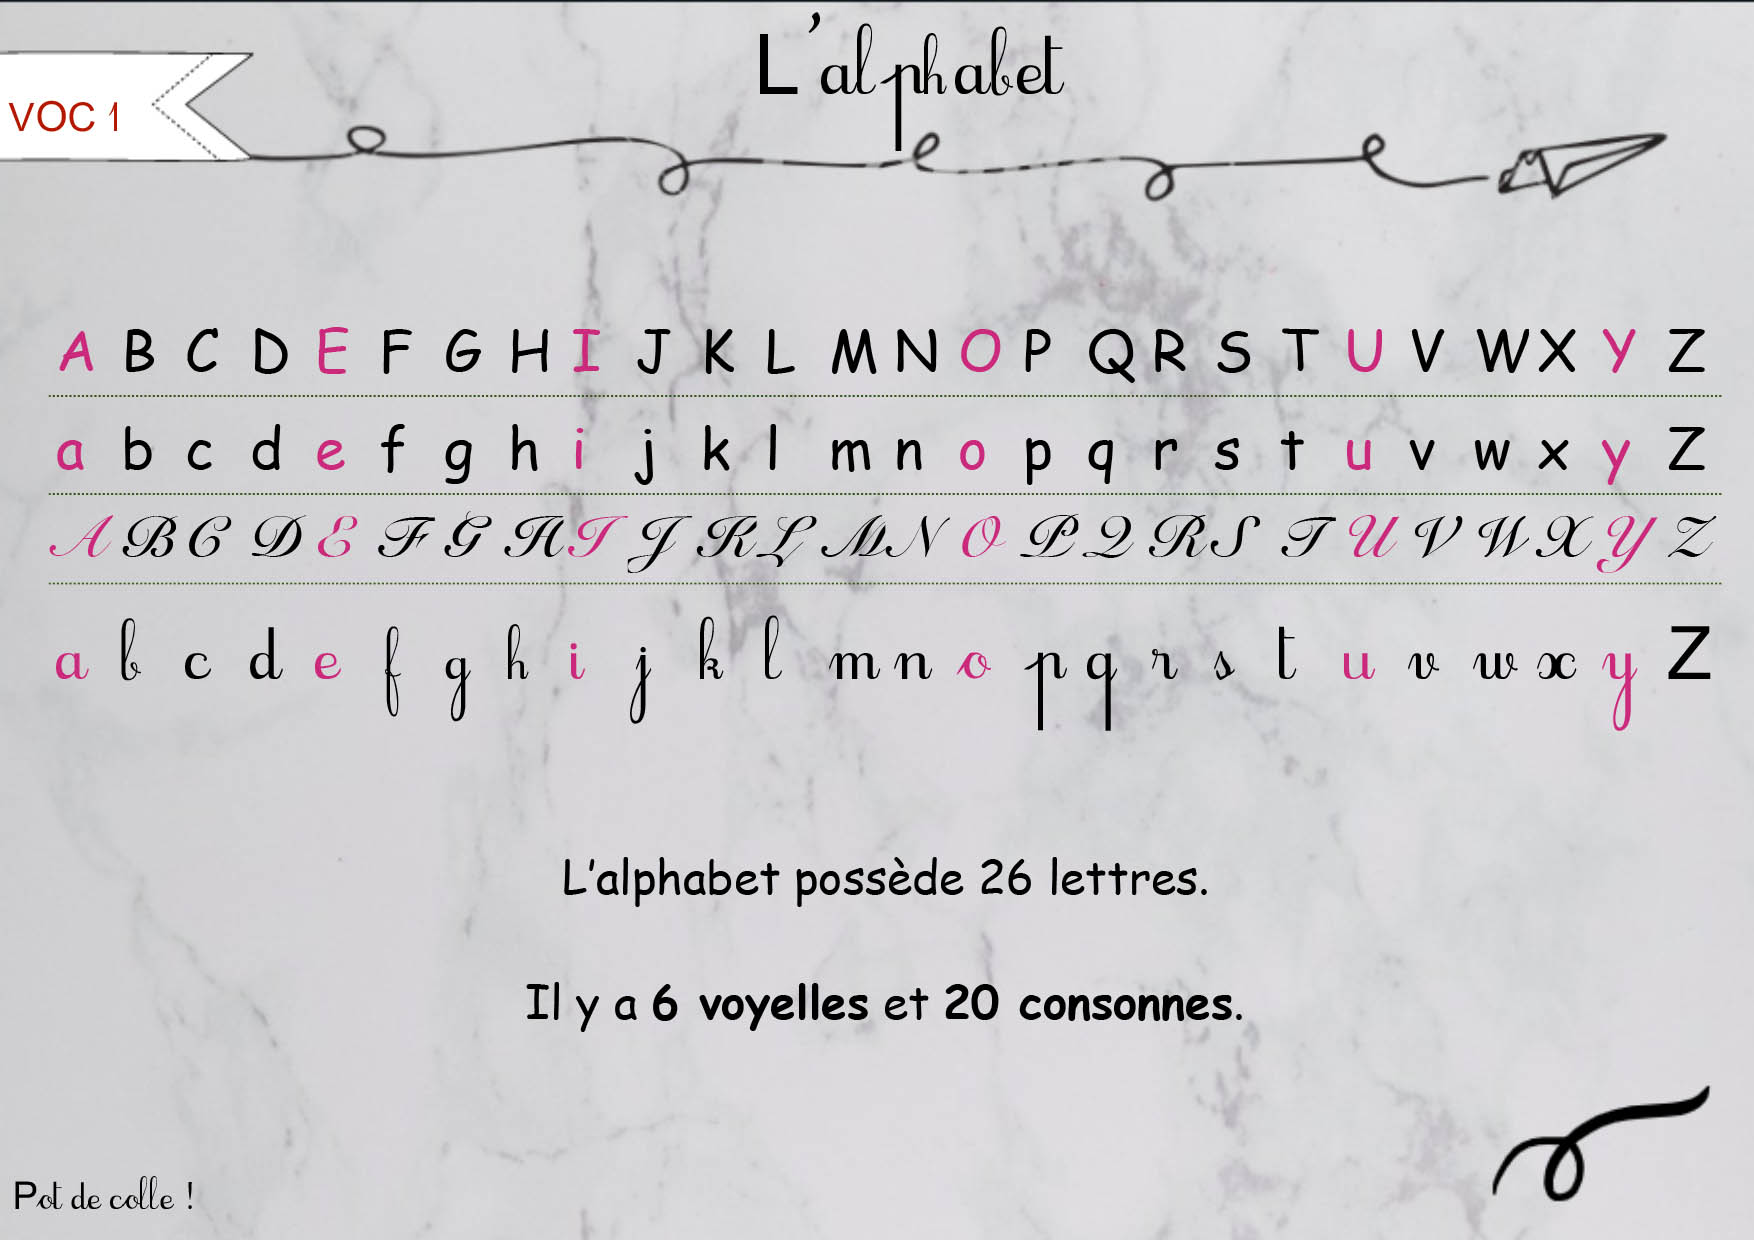 L'alphabet
VOC 1
A B C D E F G H I J K L M N O P Q R S T U V W X Y Z
a b c d e f g h i j k l m n o p q r s t u v w x y Z
A B C D E F G H I J K L M N O P Q R S T U V W X Y Z
a b c d e f g h i j k l m n o p q r s t u v w x y Z
L'alphabet possède 26 lettres.
Il y a 6 voyelles et 20 consonnes.
Pot de colle !